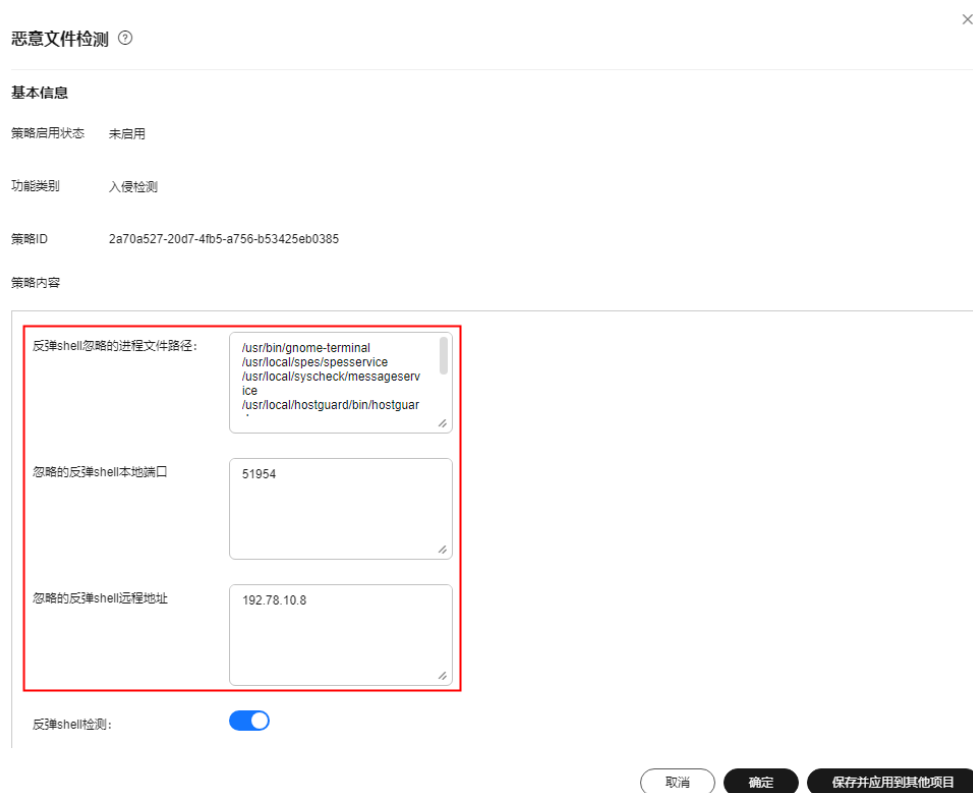 恶意文件检测
基本信息
策略启用状态 未启用
功能类别 入侵检测
策略ID 2a70a527-20d7-4fb5-a756-b53425eb0385
策略内容
反弹shell忽略的进程文件路径:
/usr/bin/gnome-terminal
/usr/local/spes/spesservice
/usr/local/syscheck/messageserv
ice
/usr/local/hostguard/bin/hostguar
忽略的反弹shell本地端口 51954
忽略的反弹shell远程地址 192.78.10.8
反弹shell检测:
取消 确定 保存并应用到其他项目